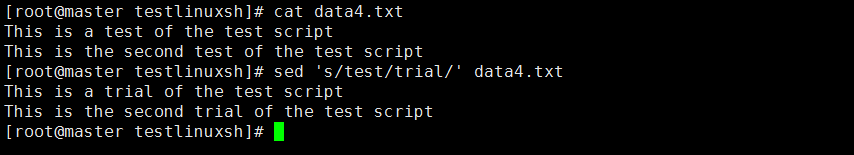 [root@master testlinuxsh]# cat data4.txt
This is a test of the test script
This is the second test of the test script
[root@master testlinuxsh]# sed 's/test/trial/' data4.txt
This is a trial of the test script
This is the second trial of the test script
[root@master testlinuxsh]#